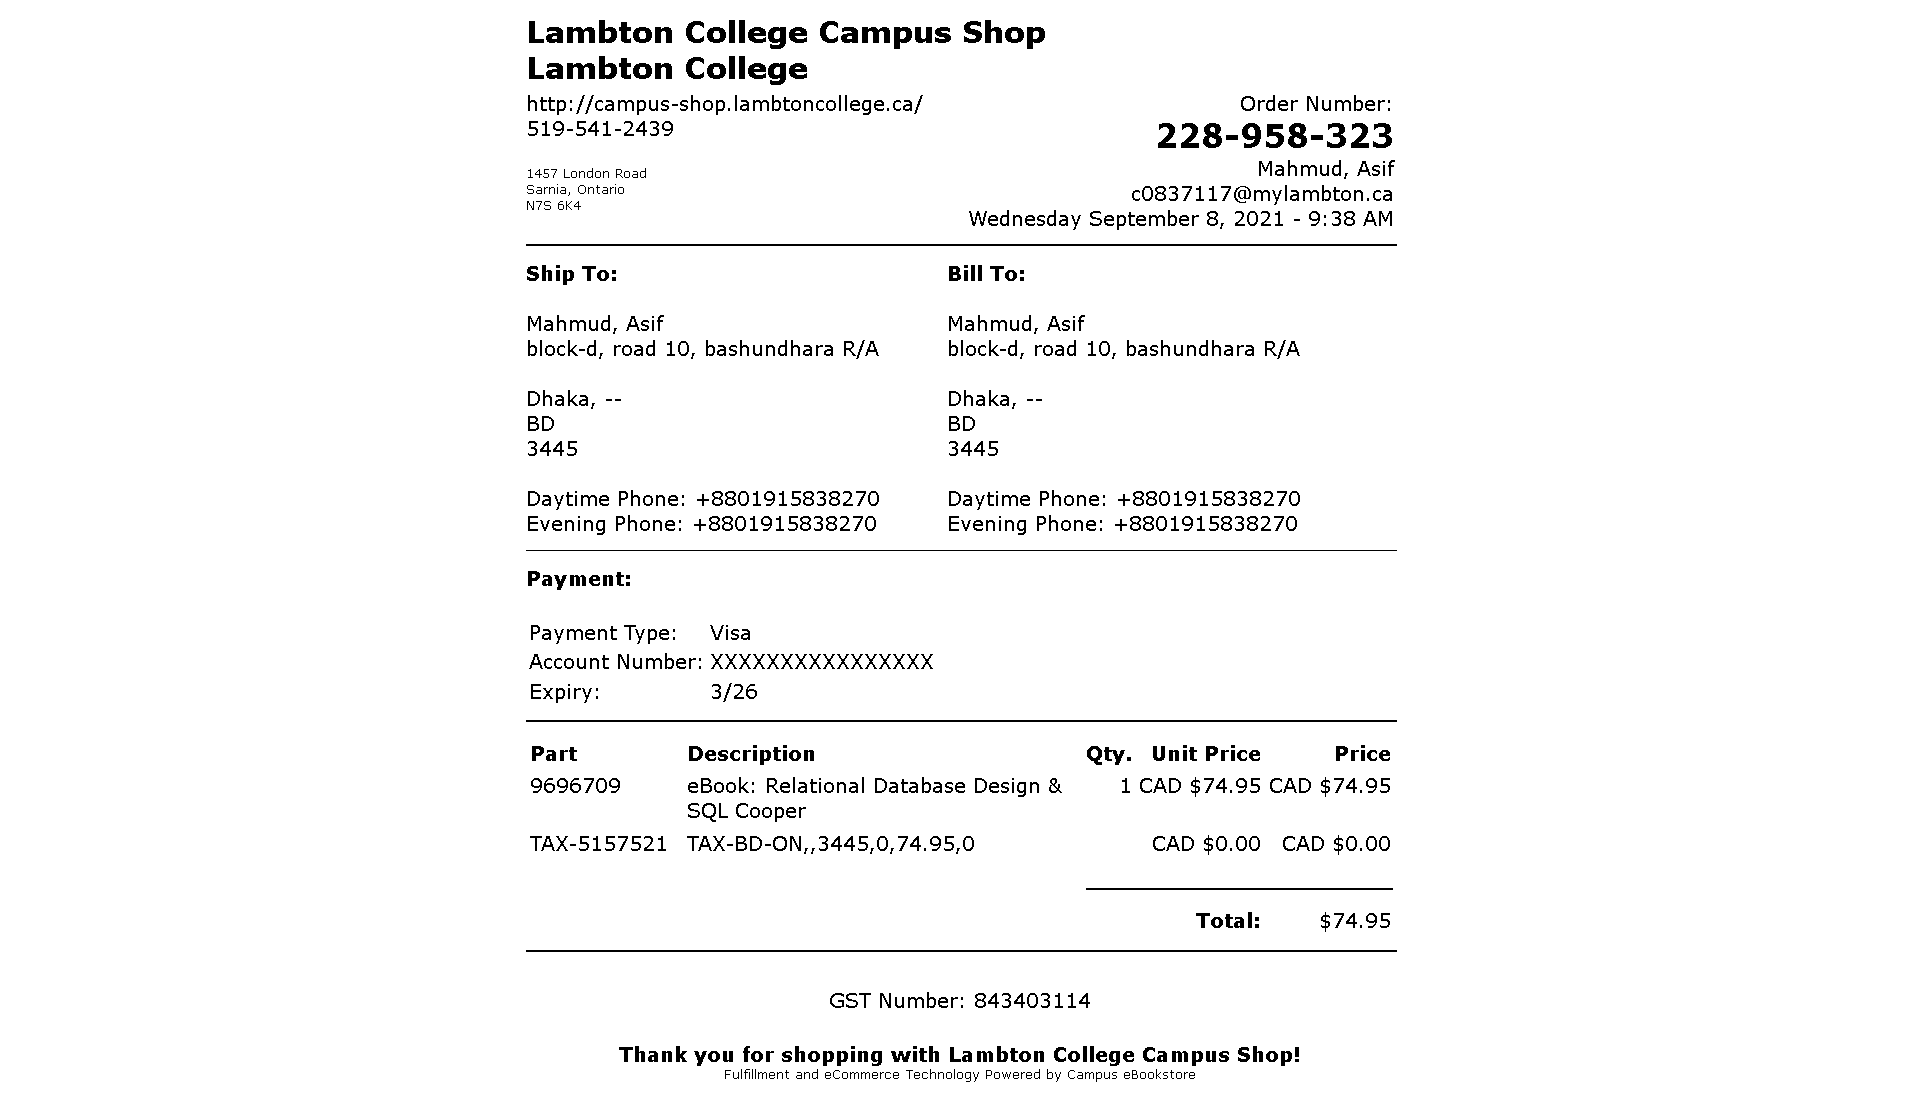 Lambton College Campus Shop
Lambton College
http://campus-shop.lambtoncollege.ca/
519-541-2439
1457 London Road
Sarnia, Ontario
N7S 6K4
Order Number:
228-958-323
Mahmud, Asif
c0837117@mylambton.ca
Wednesday September 8, 2021 - 9:38 AM
Ship To:
Mahmud, Asif
block-d, road 10, bashundhara R/A
Dhaka, --
BD
3445
Daytime Phone: +8801915838270
Evening Phone: +8801915838270
Bill To:
Mahmud, Asif
block-d, road 10, bashundhara R/A
Dhaka, --
BD
3445
Daytime Phone: +8801915838270
Evening Phone: +8801915838270
Payment:
Payment Type: Visa
Account Number: XXXXXXXXXXXXXXXX
Expiry: 3/26
Part Description Qty. Unit Price Price
9696709 eBook: Relational Database Design & 1 CAD $74.95 CAD $74.95
SQL Cooper
TAX-5157521 TAX-BD-ON,,3445,0,74.95,0 CAD $0.00 CAD $0.00
Total: $74.95
GST Number: 843403114
Thank you for shopping with Lambton College Campus Shop!
Fulfillment and eCommerce Technology Powered by Campus eBookstore